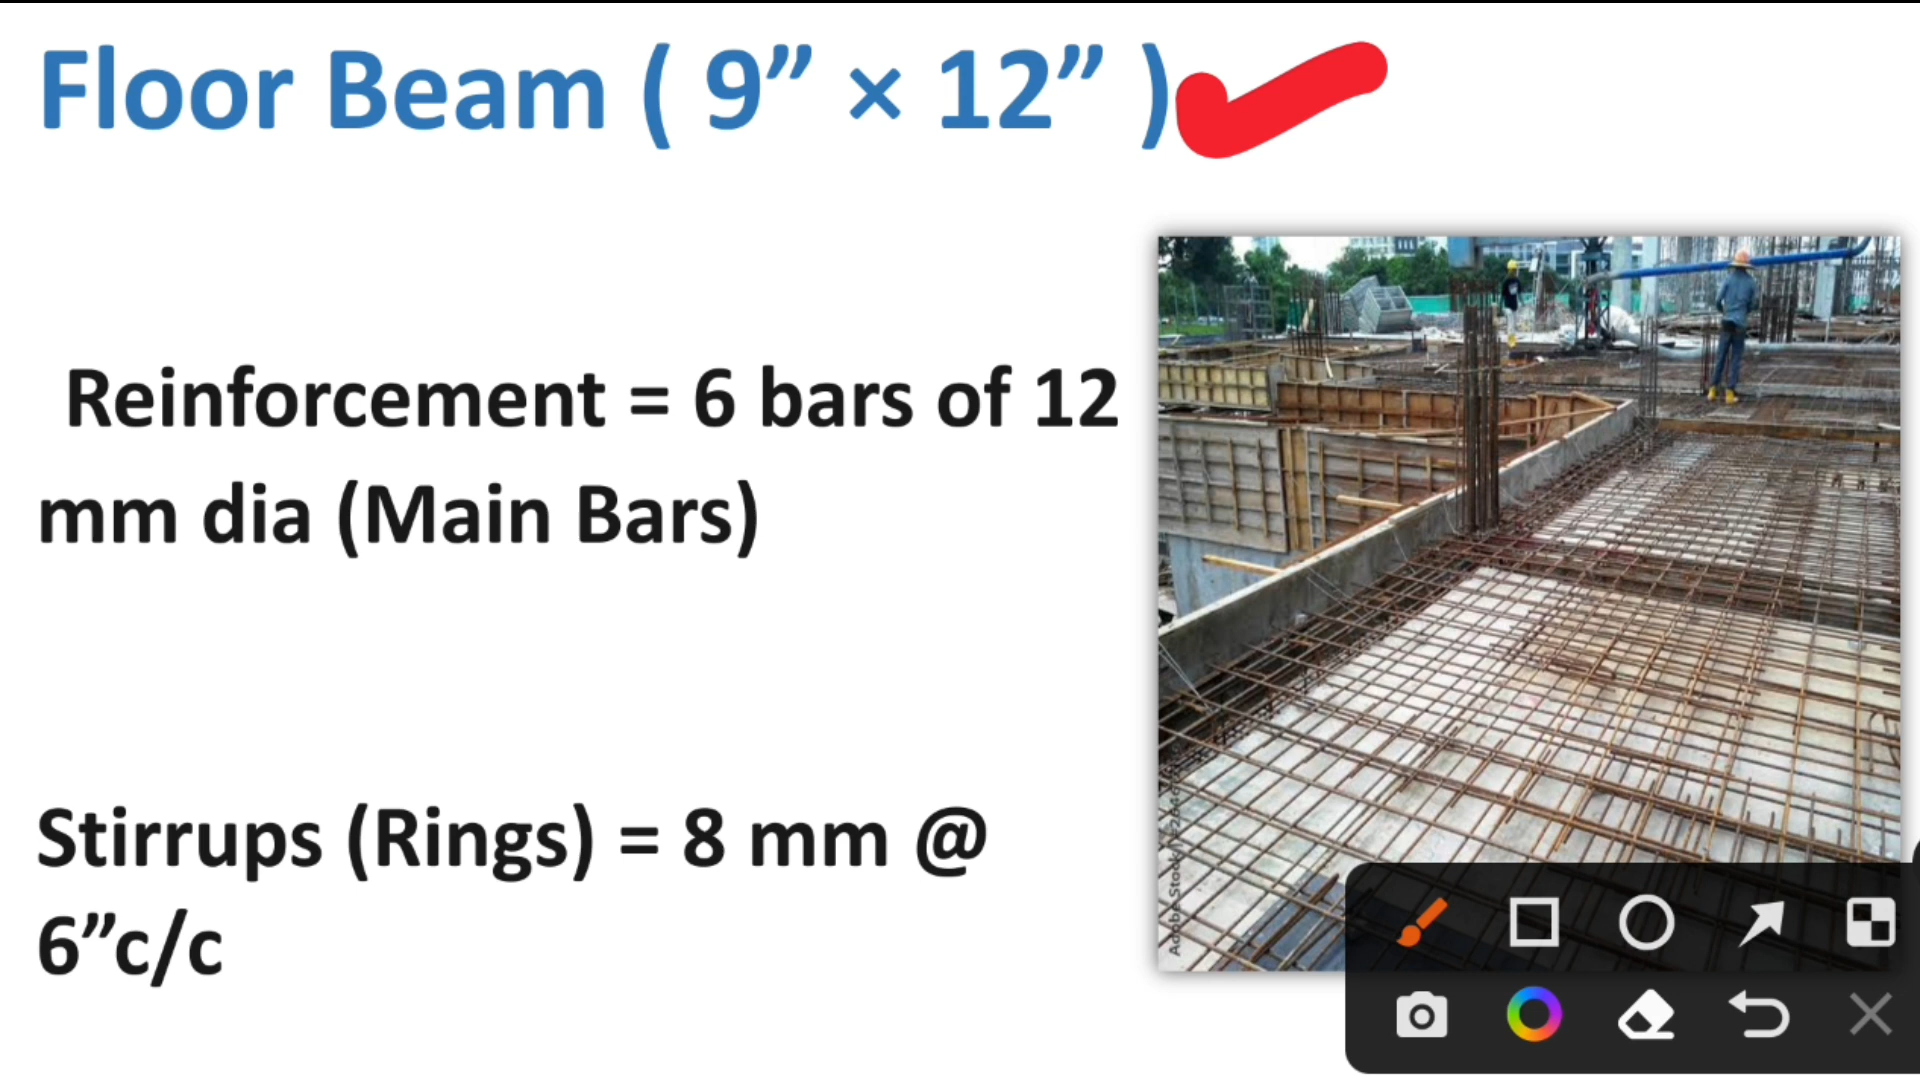 Floor Beam ( 9” × 12” )
Reinforcement = 6 bars of 12
mm dia (Main Bars)
Stirrups (Rings) = 8 mm @
6”c/c